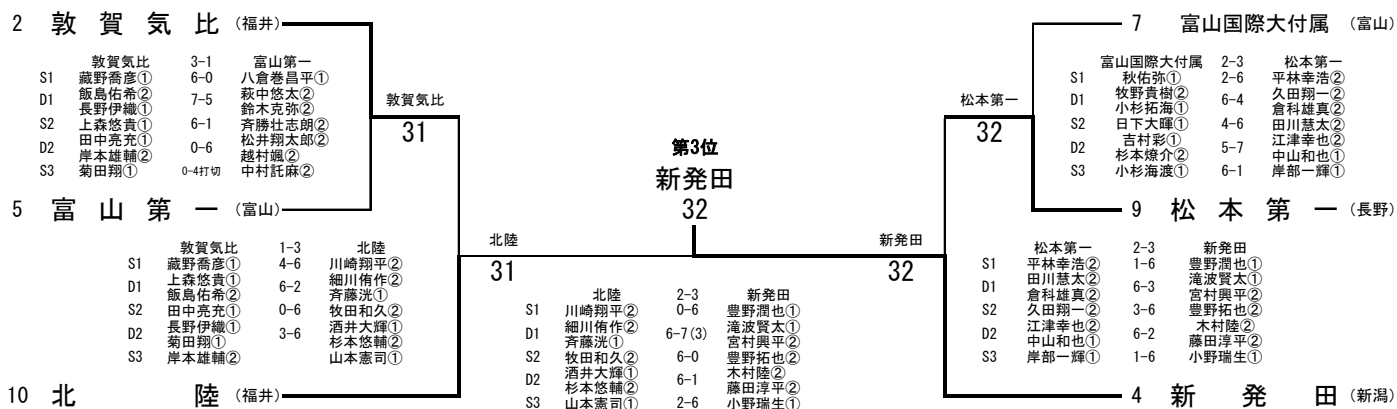 2 敦 賀 気 比 (福井)
敦賀気比 3-1 富山第一
S1 蔵野喬彦① 6-0 八倉巻昌平①
D1 飯島佑希② 長野伊織① 7-5 萩中悠太② 鈴木克弥②
S2 上森悠貴① 6-1 斉勝壮志朗②
D2 田中亮充① 岸本雄輔② 0-6 松井翔太郎② 越村颯②
S3 菊田翔① 0-4打切 中村託麻②
敦賀気比
31
5 富 山 第 一 (富山)
敦賀気比 1-3 北陸
S1 蔵野喬彦① 4-6 川崎翔平②
D1 上森悠貴① 飯島佑希② 6-2 細川侑作② 斉藤洸①
S2 田中亮充① 0-6 牧田和久②
D2 長野伊織① 菊田翔① 3-6 酒井大輝① 杉本悠輔②
S3 岸本雄輔② 山本憲司①
北陸
31
10 北 陸 (福井)
第3位
新発田
32
北陸 2-3 新発田
S1 川崎翔平② 0-6 豊野潤也①
D1 細川侑作② 斉藤洸① 6-7(3) 滝波賢太① 宮村興平②
S2 牧田和久② 6-0 豊野拓也②
D2 酒井大輝① 杉本悠輔② 6-1 木村陸② 藤田淳平②
S3 山本憲司① 2-6 小野瑞生①
7 富山国際大付属 (富山)
富山国際大付属 2-3 松本第一
S1 秋佑弥① 2-6 平林幸浩②
D1 牧野貴樹② 小杉拓海① 6-4 久田翔一② 倉科雄真②
S2 日下大暉① 4-6 田川慧太②
D2 吉村彩① 杉本燎介② 5-7 江津幸也② 中山和也①
S3 小杉海渡① 6-1 岸部一輝①
松本第一
32
9 松 本 第 一 (長野)
松本第一 2-3 新発田
S1 平林幸浩② 1-6 豊野潤也①
D1 田川慧太② 倉科雄真② 6-3 滝波賢太① 宮村興平②
S2 久田翔一② 3-6 豊野拓也②
D2 江津幸也② 中山和也① 6-2 木村陸② 藤田淳平②
S3 岸部一輝① 1-6 小野瑞生①
新発田
32
4 新 発 田 (新潟)